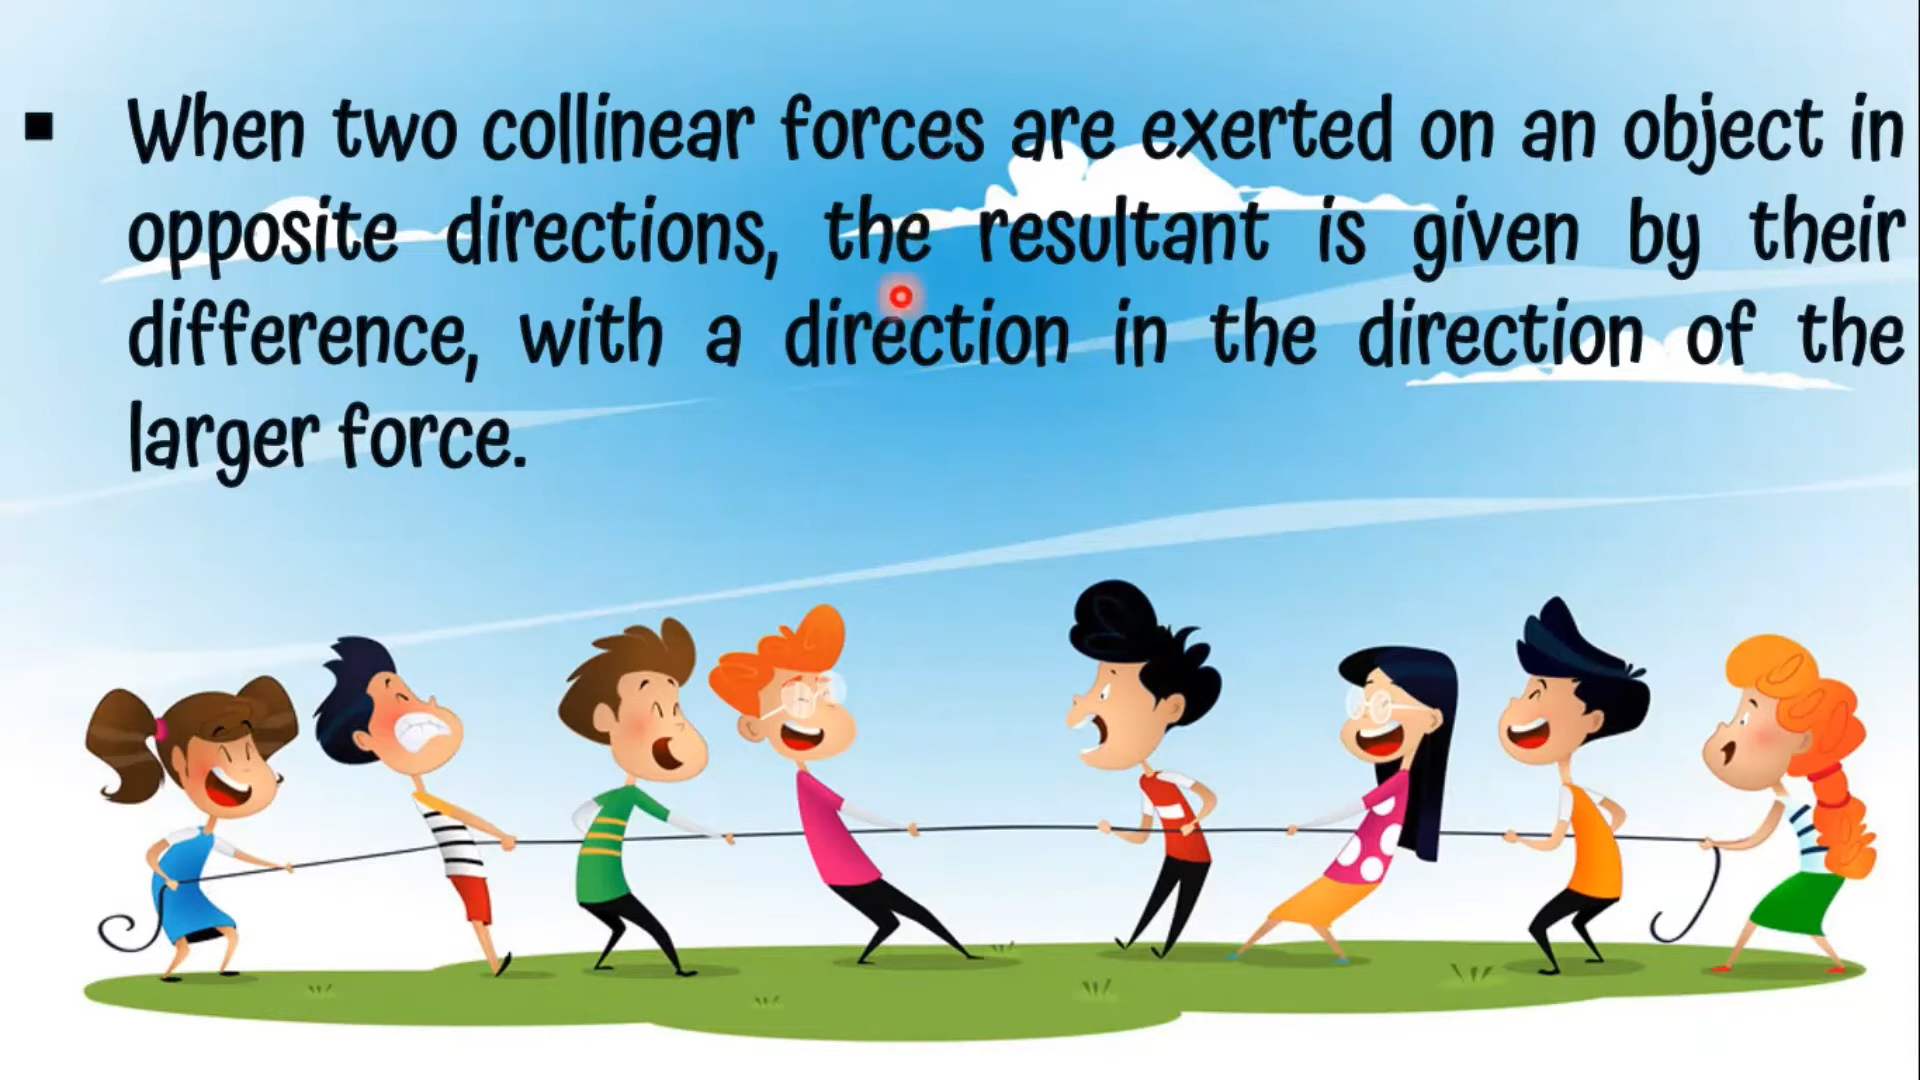 ▪ When two collinear forces are exerted on an object in
opposite directions, the resultant is given by their
difference, with a direction in the direction of the
larger force.